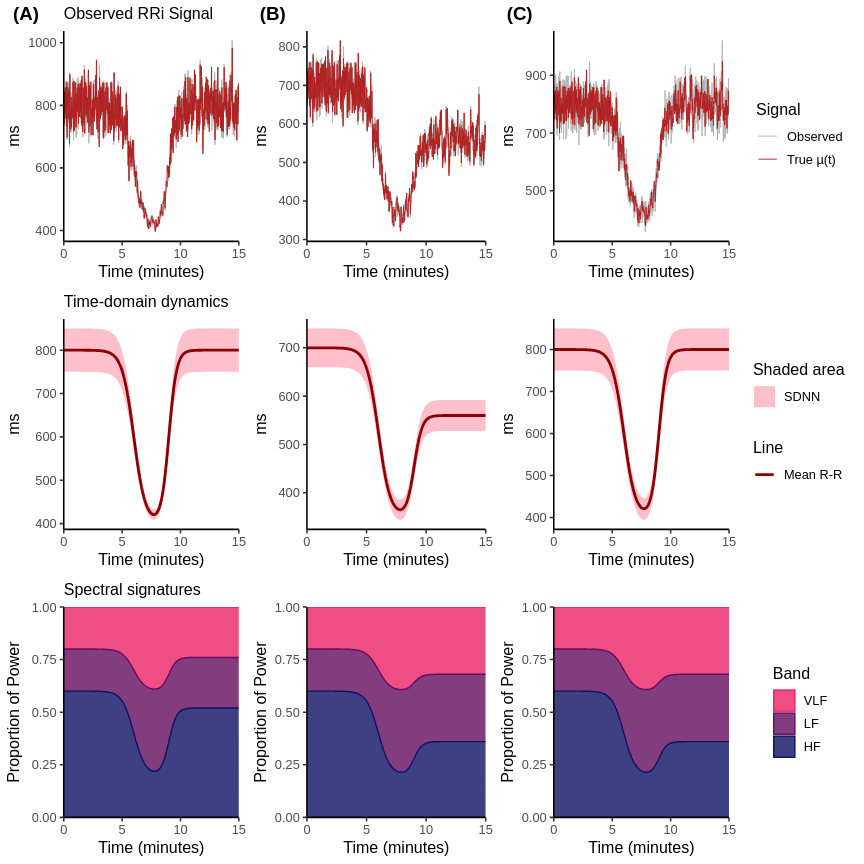 (A) Observed RRi Signal (B) (C)
1000
800
600
400
ms
0 5 10 15
Time (minutes)
800
700
600
500
400
300
ms
0 5 10 15
Time (minutes)
900
700
500
ms
0 5 10 15
Time (minutes)
Signal
Observed
True µ(t)
Time-domain dynamics
800
700
600
500
400
ms
0 5 10 15
Time (minutes)
700
600
500
400
ms
0 5 10 15
Time (minutes)
800
700
600
500
400
ms
0 5 10 15
Time (minutes)
Shaded area
SDNN
Line
Mean R-R
Spectral signatures
1.00
0.75
0.50
0.25
0.00
Proportion of Power
0 5 10 15
Time (minutes)
1.00
0.75
0.50
0.25
0.00
Proportion of Power
0 5 10 15
Time (minutes)
1.00
0.75
0.50
0.25
0.00
Proportion of Power
0 5 10 15
Time (minutes)
Band
VLF
LF
HF